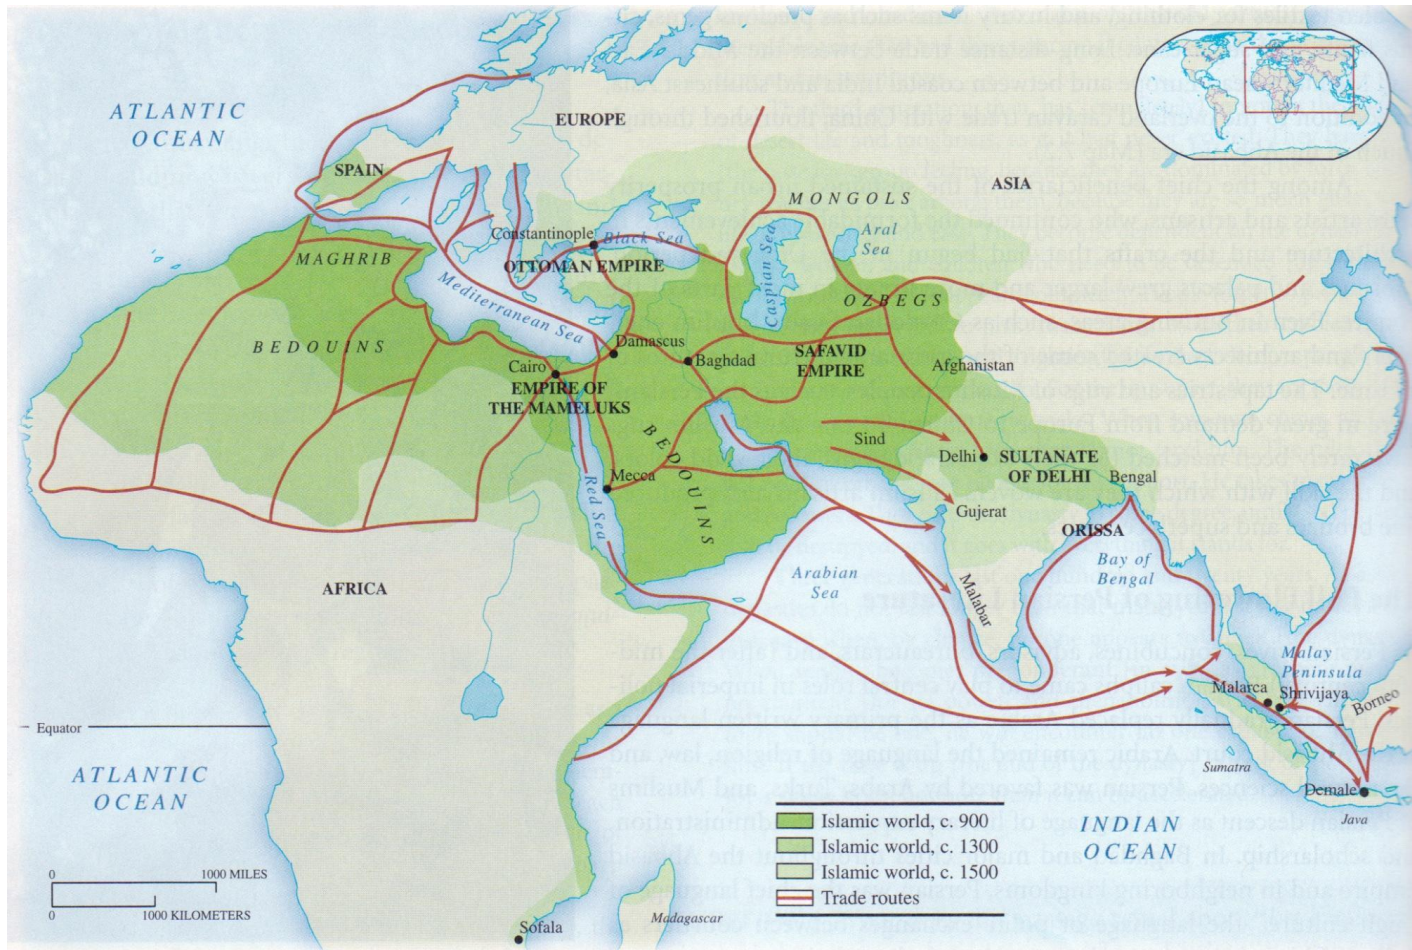 ATLANTIC
OCEAN
EUROPE
SPAIN
ASIA
MONGOLS
Constantinople
Black Sea
Caspian Sea
Aral
Sea
MAGHRIB
OTTOMAN EMPIRE
Mediterranean Sea
OZBEGS
BEDOUINS
Damascus
Baghdad
SAFAVID
EMPIRE
Afghanistan
Cairo
EMPIRE OF
THE MAMELUKS
BEDOUINS
Sind
Delhi
SULTANATE
OF DELHI
Bengal
Mecca
Red Sea
Gujerat
ORISSA
AFRICA
Arabian
Sea
Malabar
Bay of
Bengal
Malay
Peninsula
Malarca
Shrivijaya
Borneo
Equator
ATLANTIC
OCEAN
Sumatra
Demale
Java
INDIAN
OCEAN
Islamic world, c. 900
Islamic world, c. 1300
Islamic world, c. 1500
Trade routes
0 1000 MILES
0 1000 KILOMETERS
Madagascar
Sofala